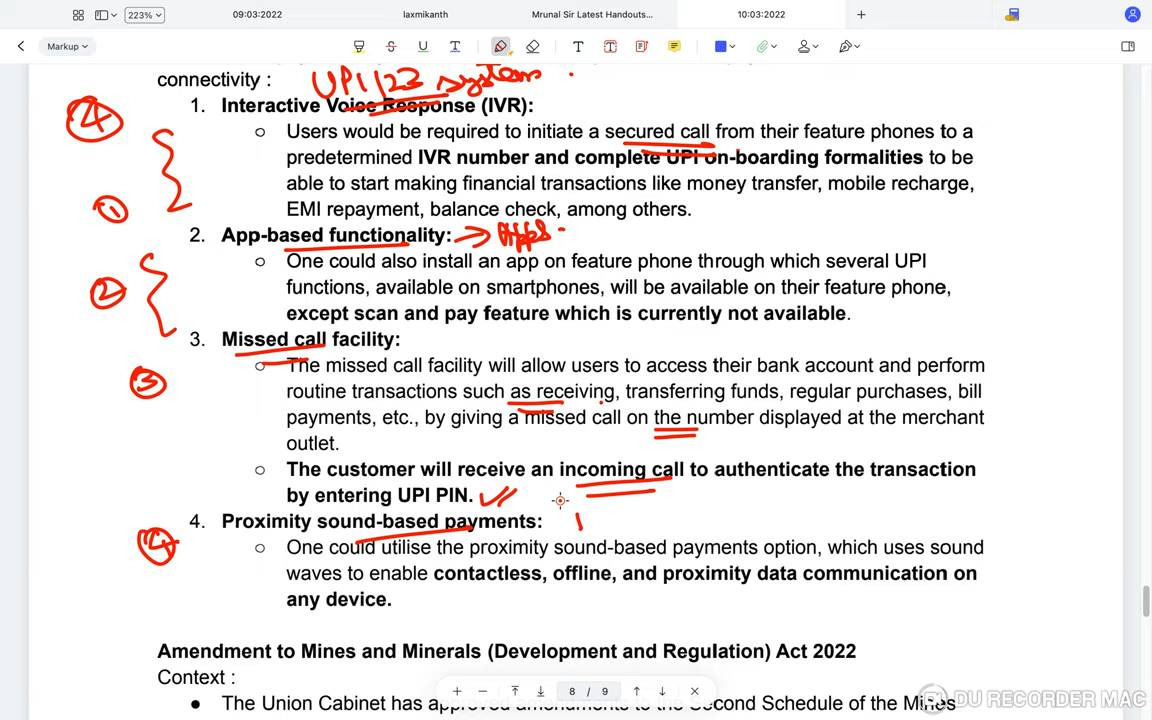 223%
09:03:2022
laxmikanth
Mrunal Sir Latest Handouts...
10:03:2022
Markup
connectivity :
UPI 123 system
1. Interactive Voice Response (IVR):
4
○ Users would be required to initiate a secured call from their feature phones to a
predetermined IVR number and complete UPI on-boarding formalities to be
able to start making financial transactions like money transfer, mobile recharge,
EMI repayment, balance check, among others.
1
2. App-based functionality: → Apps
○ One could also install an app on feature phone through which several UPI
functions, available on smartphones, will be available on their feature phone,
2
except scan and pay feature which is currently not available.
3. Missed call facility:
○ The missed call facility will allow users to access their bank account and perform
3
routine transactions such as receiving, transferring funds, regular purchases, bill
payments, etc., by giving a missed call on the number displayed at the merchant
outlet.
○ The customer will receive an incoming call to authenticate the transaction
by entering UPI PIN.
4. Proximity sound-based payments:
4
○ One could utilise the proximity sound-based payments option, which uses sound
waves to enable contactless, offline, and proximity data communication on
any device.
Amendment to Mines and Minerals (Development and Regulation) Act 2022
Context :
● The Union Cabinet has approved amendments to the Second Schedule of the Mines
8 / 9
DU RECORDER MAC